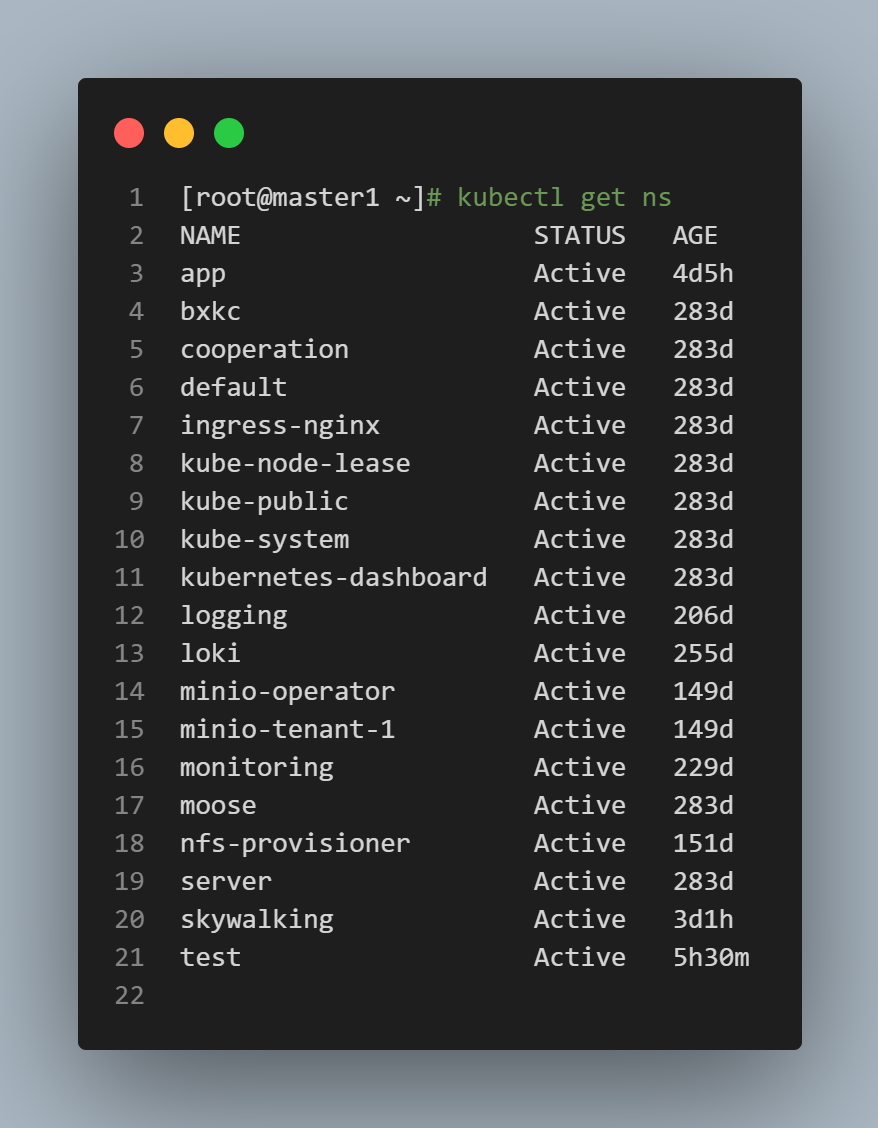 1 [root@master1 ~]# kubectl get ns
2 NAME                   STATUS   AGE
3 app                    Active   4d5h
4 bxkc                   Active   283d
5 cooperation            Active   283d
6 default                Active   283d
7 ingress-nginx          Active   283d
8 kube-node-lease        Active   283d
9 kube-public            Active   283d
10 kube-system            Active   283d
11 kubernetes-dashboard   Active   283d
12 logging                Active   206d
13 loki                   Active   255d
14 minio-operator         Active   149d
15 minio-tenant-1         Active   149d
16 monitoring             Active   229d
17 moose                  Active   283d
18 nfs-provisioner        Active   151d
19 server                 Active   283d
20 skywalking             Active   3d1h
21 test                   Active   5h30m
22